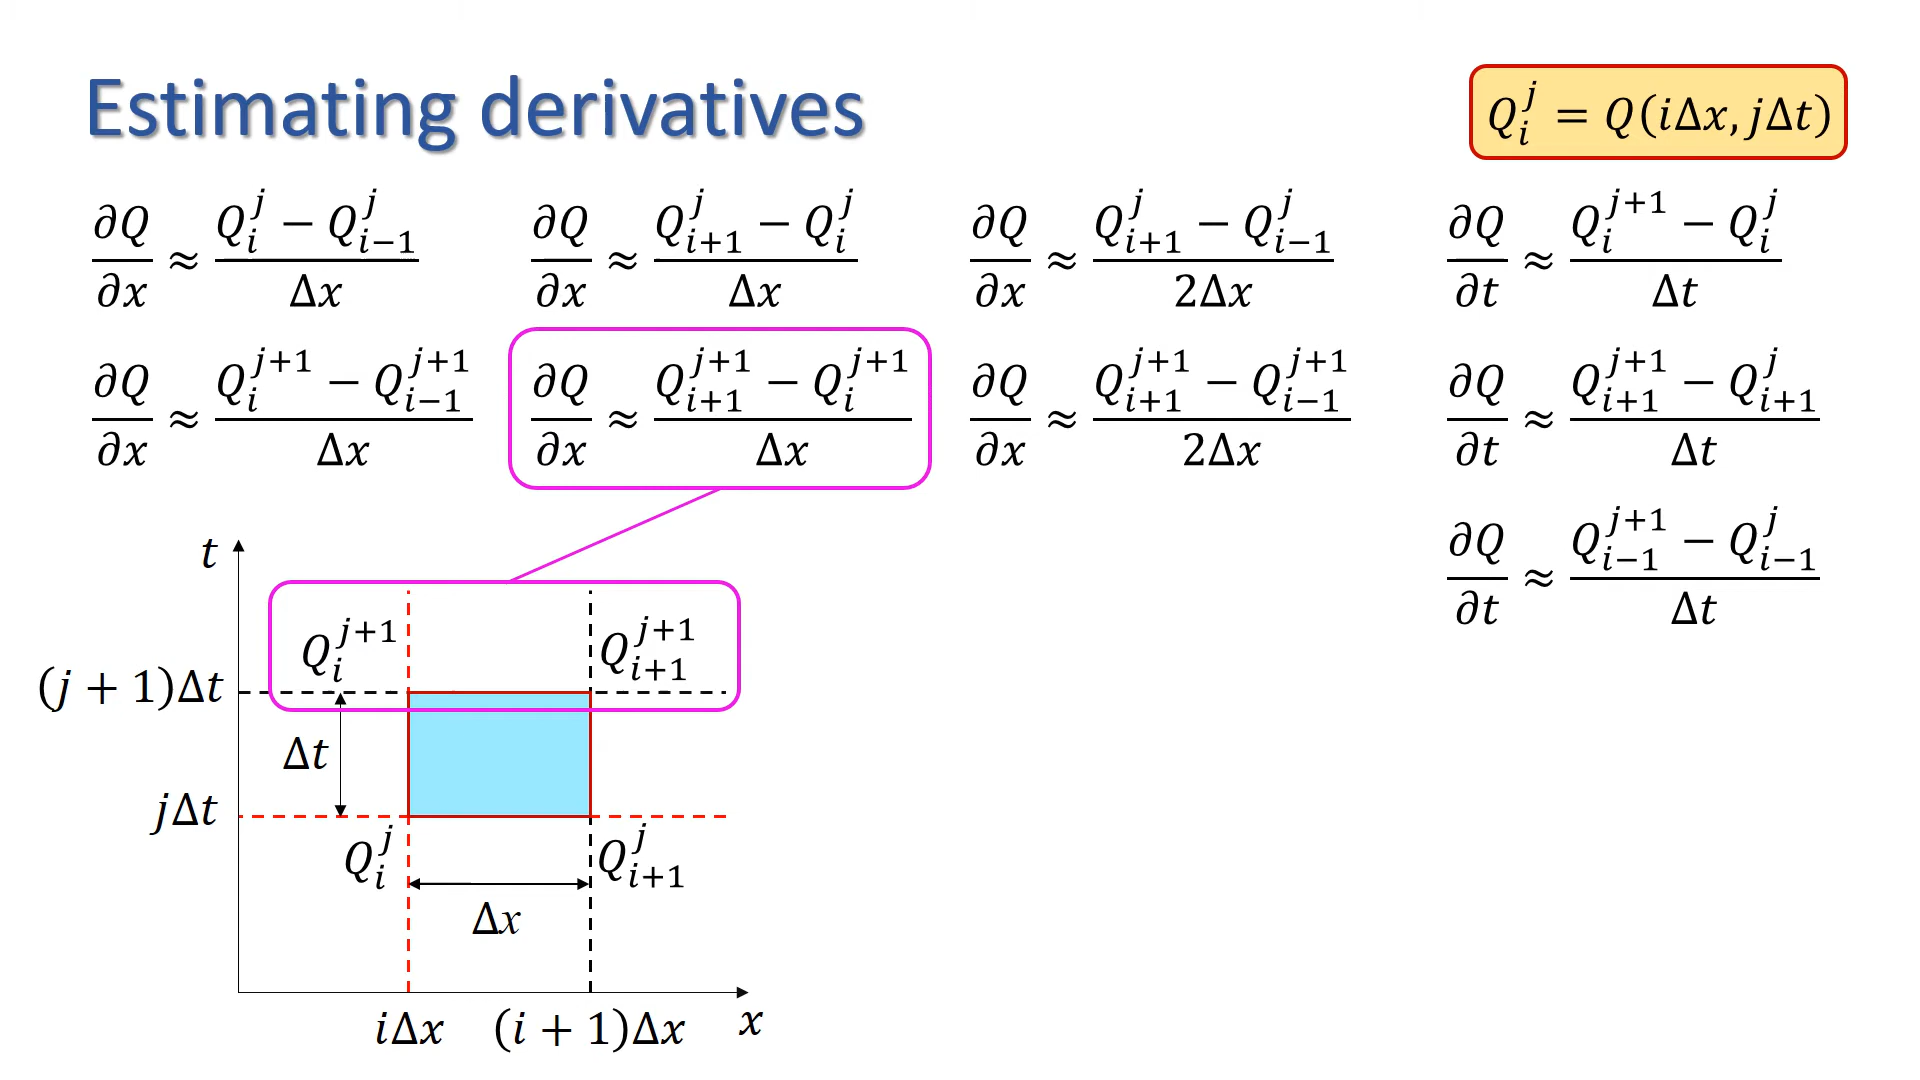 Estimating derivatives
Q_i^j = Q(iΔx, jΔt)
∂Q/∂x ≈ (Q_i^j − Q_{i−1}^j)/Δx
∂Q/∂x ≈ (Q_{i+1}^j − Q_i^j)/Δx
∂Q/∂x ≈ (Q_{i+1}^j − Q_{i−1}^j)/2Δx
∂Q/∂t ≈ (Q_i^{j+1} − Q_i^j)/Δt
∂Q/∂x ≈ (Q_i^{j+1} − Q_{i−1}^{j+1})/Δx
∂Q/∂x ≈ (Q_{i+1}^{j+1} − Q_i^{j+1})/Δx
∂Q/∂x ≈ (Q_{i+1}^{j+1} − Q_{i−1}^{j+1})/2Δx
∂Q/∂t ≈ (Q_{i+1}^{j+1} − Q_{i+1}^j)/Δt
∂Q/∂t ≈ (Q_{i−1}^{j+1} − Q_{i−1}^j)/Δt
t
Q_i^{j+1}
Q_{i+1}^{j+1}
(j + 1)Δt
Δt
jΔt
Q_i^j
Q_{i+1}^j
Δx
iΔx
(i + 1)Δx
x